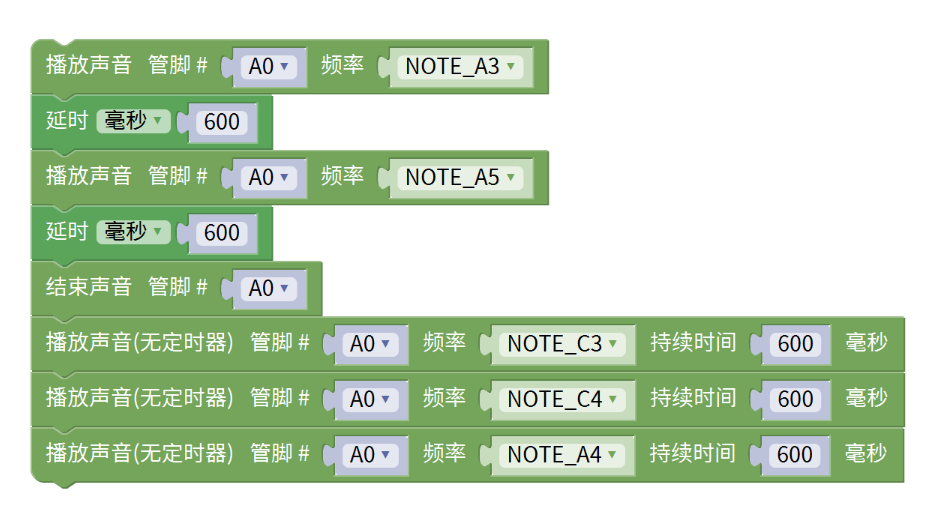 播放声音 管脚 # A0 频率 NOTE_A3
延时 毫秒 600
播放声音 管脚 # A0 频率 NOTE_A5
延时 毫秒 600
结束声音 管脚 # A0
播放声音(无定时器) 管脚 # A0 频率 NOTE_C3 持续时间 600 毫秒
播放声音(无定时器) 管脚 # A0 频率 NOTE_C4 持续时间 600 毫秒
播放声音(无定时器) 管脚 # A0 频率 NOTE_A4 持续时间 600 毫秒